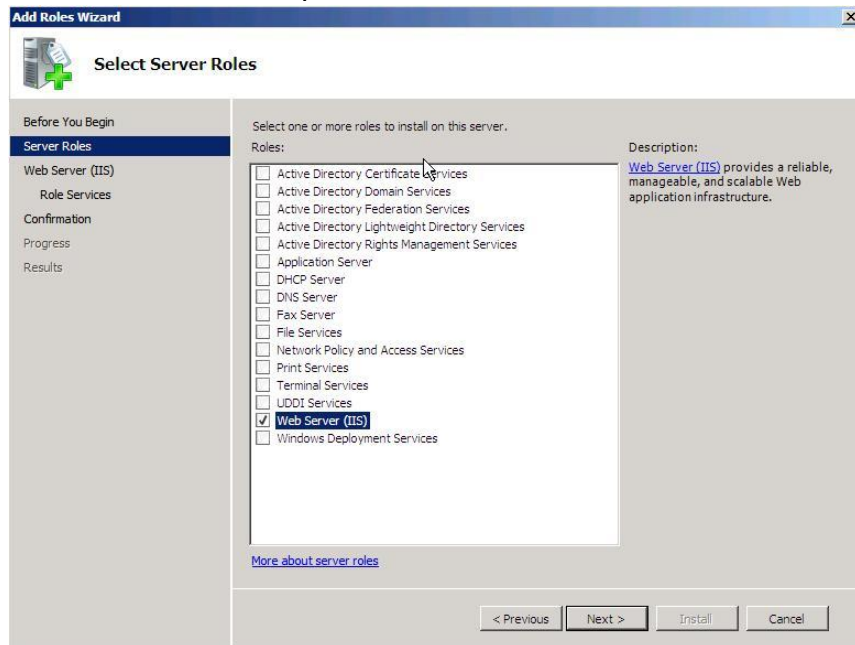 Add Roles Wizard
Select Server Roles
Before You Begin
Server Roles
Web Server (IIS)
Role Services
Confirmation
Progress
Results
Select one or more roles to install on this server.
Roles:
Active Directory Certificate Services
Active Directory Domain Services
Active Directory Federation Services
Active Directory Lightweight Directory Services
Active Directory Rights Management Services
Application Server
DHCP Server
DNS Server
Fax Server
File Services
Network Policy and Access Services
Print Services
Terminal Services
UDDI Services
Web Server (IIS)
Windows Deployment Services
More about server roles
Description:
Web Server (IIS) provides a reliable,
manageable, and scalable Web
application infrastructure.
< Previous
Next >
Install
Cancel